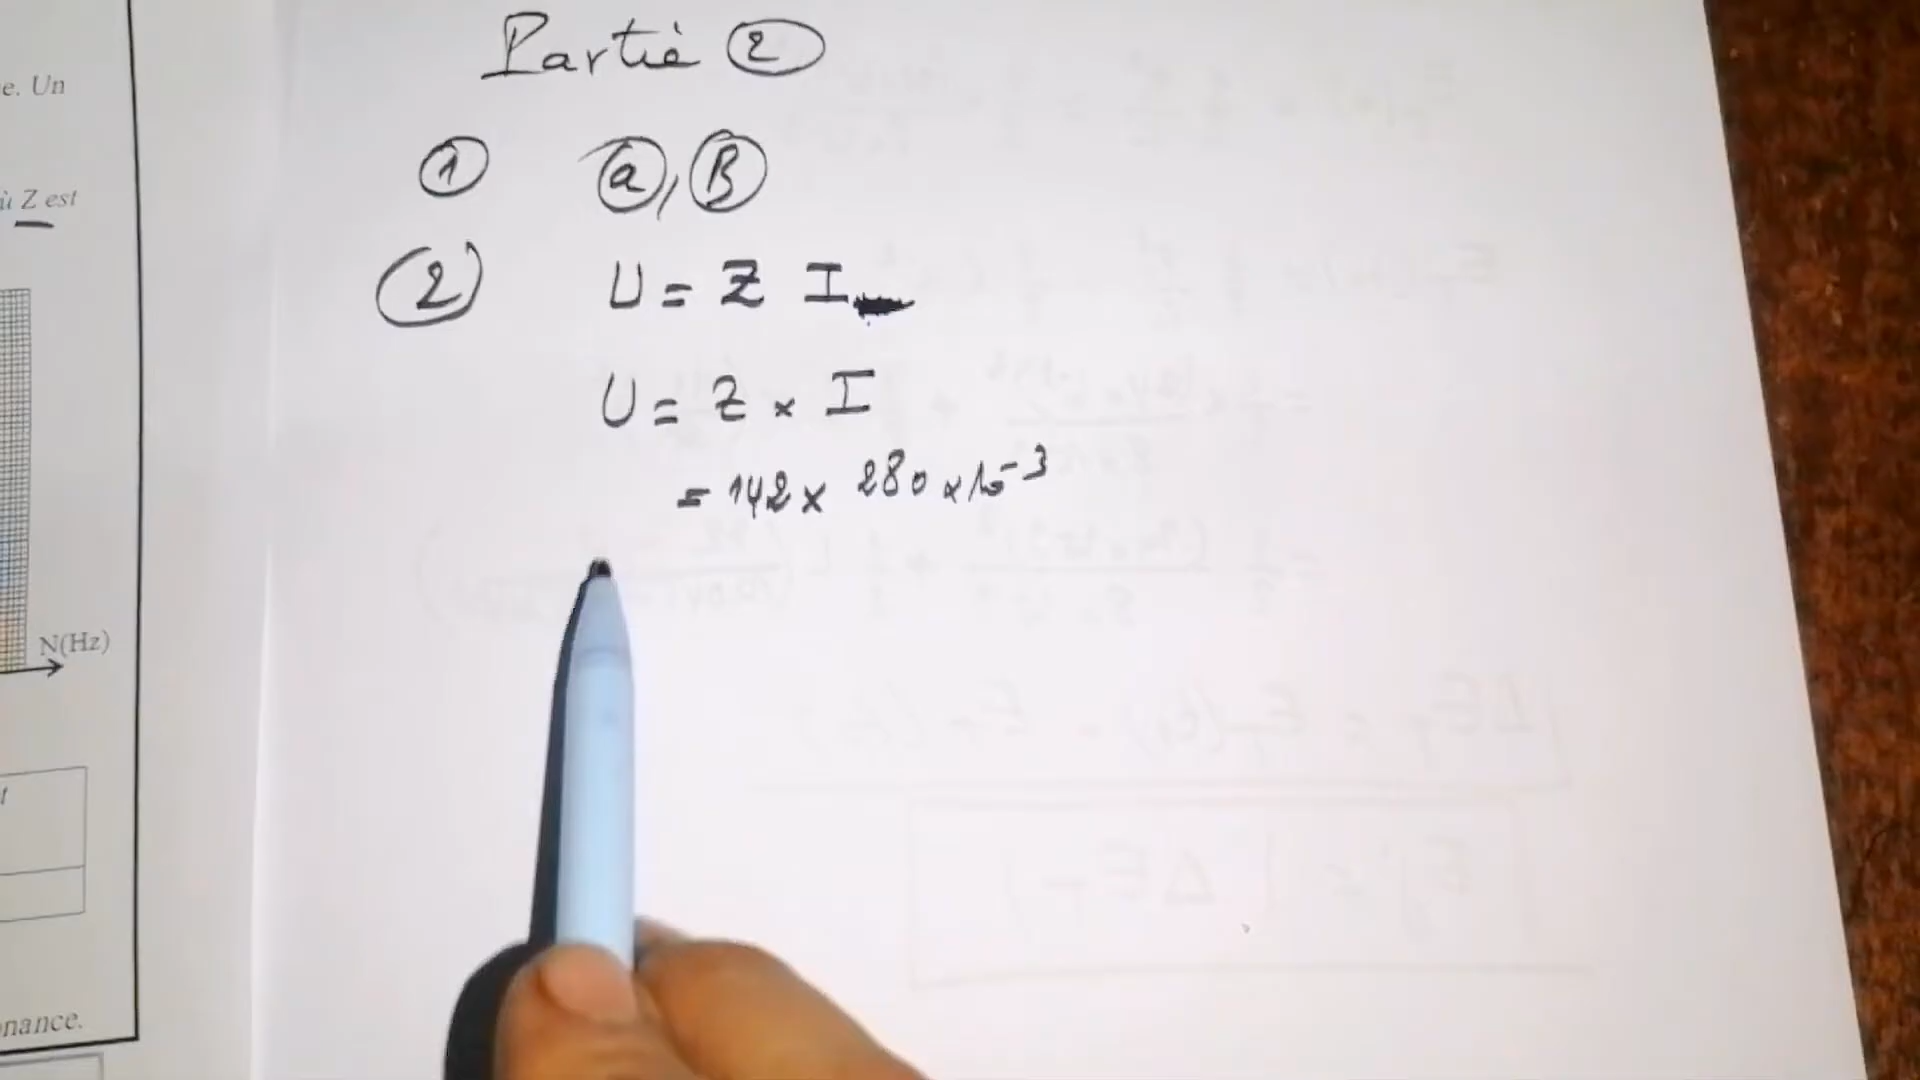 Partie ②
① ⓐ, Ⓑ
② U = Z I
U = Z × I
= 142 × 280 × 10⁻³
e. Un
Z est
N(Hz)
nance.